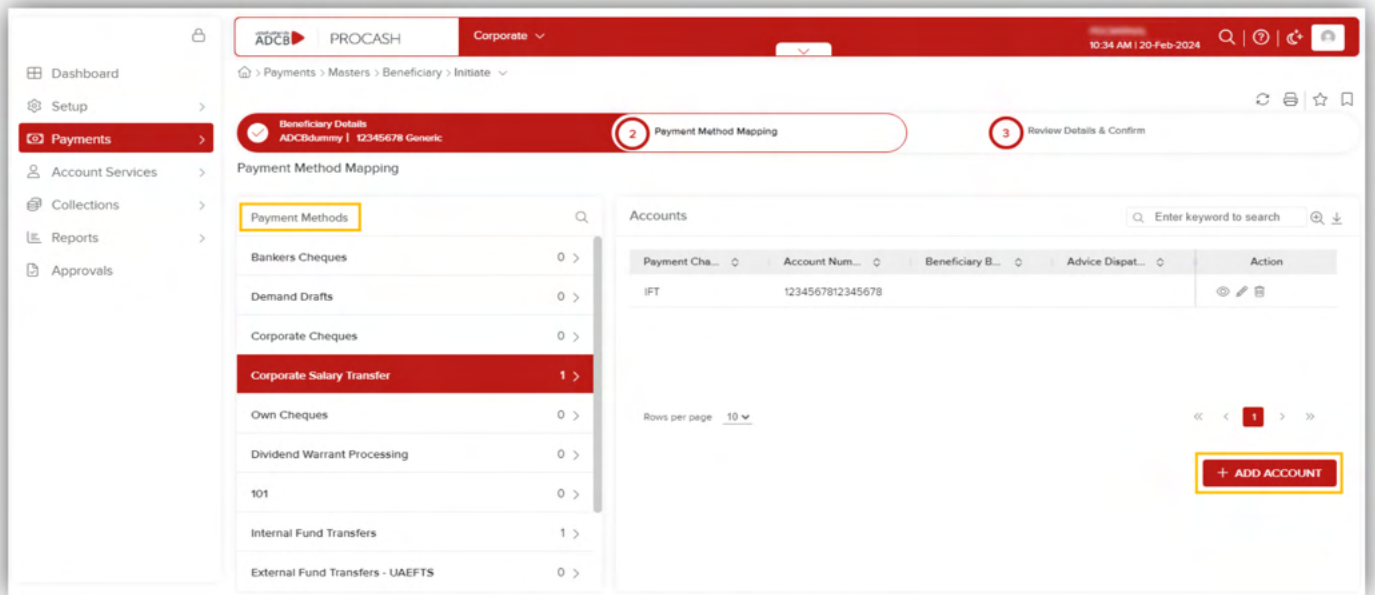 ADCB PROCASH Corporate
10:34 AM | 20-Feb-2024
Dashboard
Setup
Payments
Account Services
Collections
Reports
Approvals
> Payments > Masters > Beneficiary > Initiate
Beneficiary Details
ADCBdummy | 12345678 Generic
2 Payment Method Mapping
3 Review Details & Confirm
Payment Method Mapping
Payment Methods
Bankers Cheques 0 >
Demand Drafts 0 >
Corporate Cheques 0 >
Corporate Salary Transfer 1 >
Own Cheques 0 >
Dividend Warrant Processing 0 >
101 0 >
Internal Fund Transfers 1 >
External Fund Transfers - UAEFTS 0 >
Accounts
Enter keyword to search
Payment Cha... Account Num... Beneficiary B... Advice Dispat... Action
IFT 1234567812345678
Rows per page 10
<< < 1 > >>
+ ADD ACCOUNT